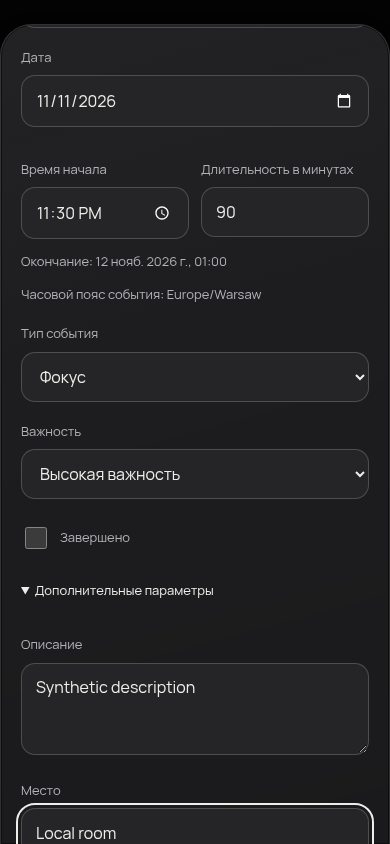 Дата
11/11/2026
Время начала
Длительность в минутах
11:30 PM
90
Окончание: 12 нояб. 2026 г., 01:00
Часовой пояс события: Europe/Warsaw
Тип события
Фокус
Важность
Высокая важность
Завершено
Дополнительные параметры
Описание
Synthetic description
Место
Local room